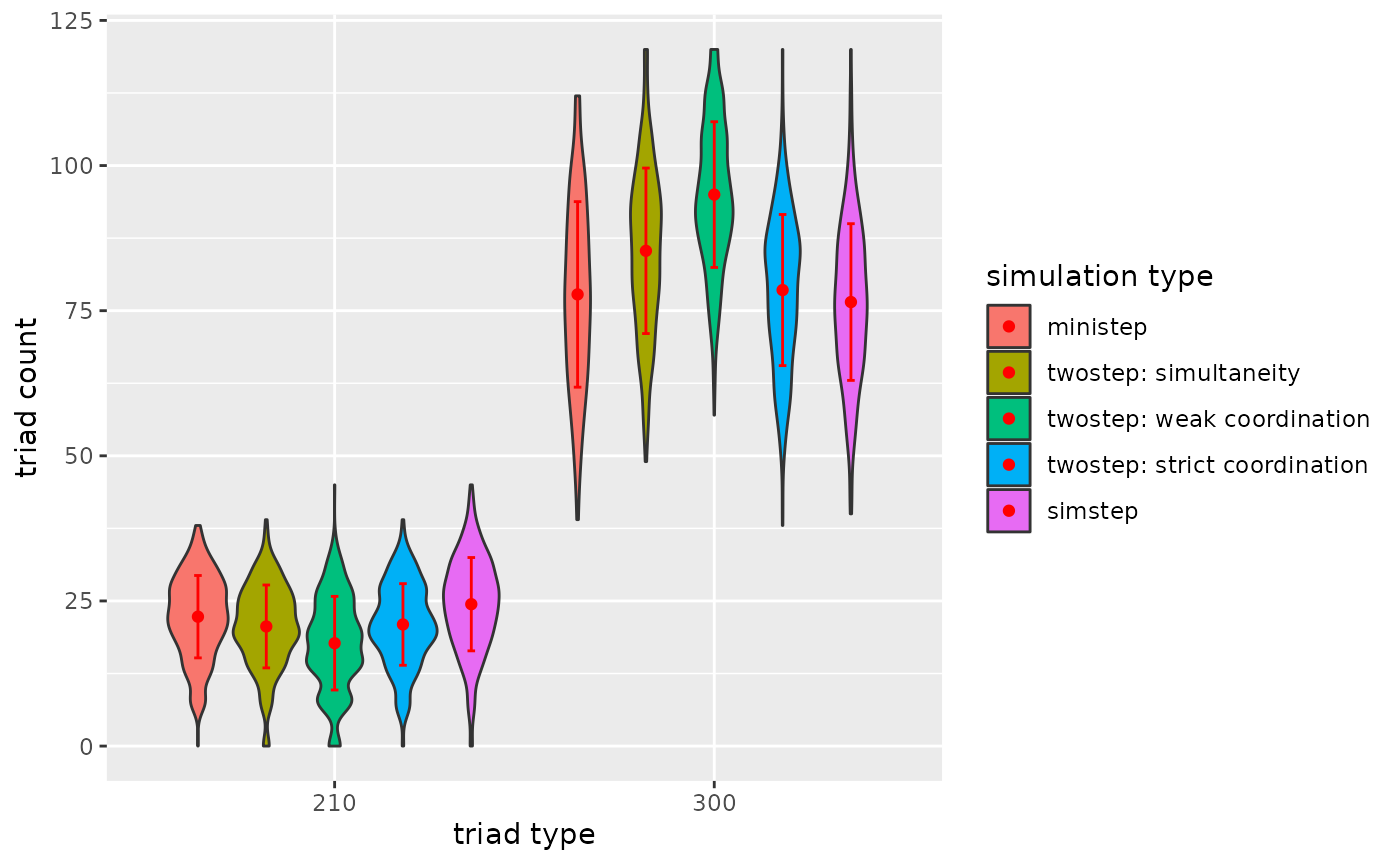 125
100
75
50
25
0
triad count
210
300
triad type
simulation type
ministep
twostep: simultaneity
twostep: weak coordination
twostep: strict coordination
simstep